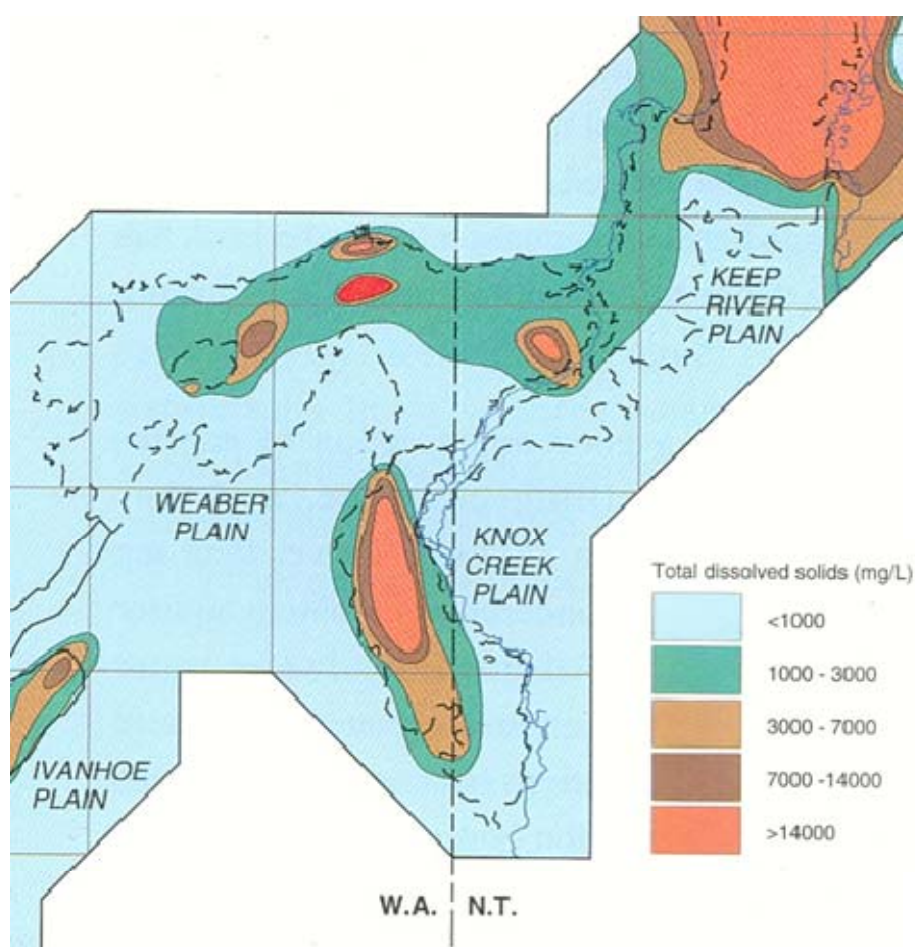 KEEP
RIVER
PLAIN
WEABER
PLAIN
KNOX
CREEK
PLAIN
IVANHOE
PLAIN
Total dissolved solids (mg/L)
<1000
1000 - 3000
3000 - 7000
7000 -14000
>14000
W.A.
N.T.